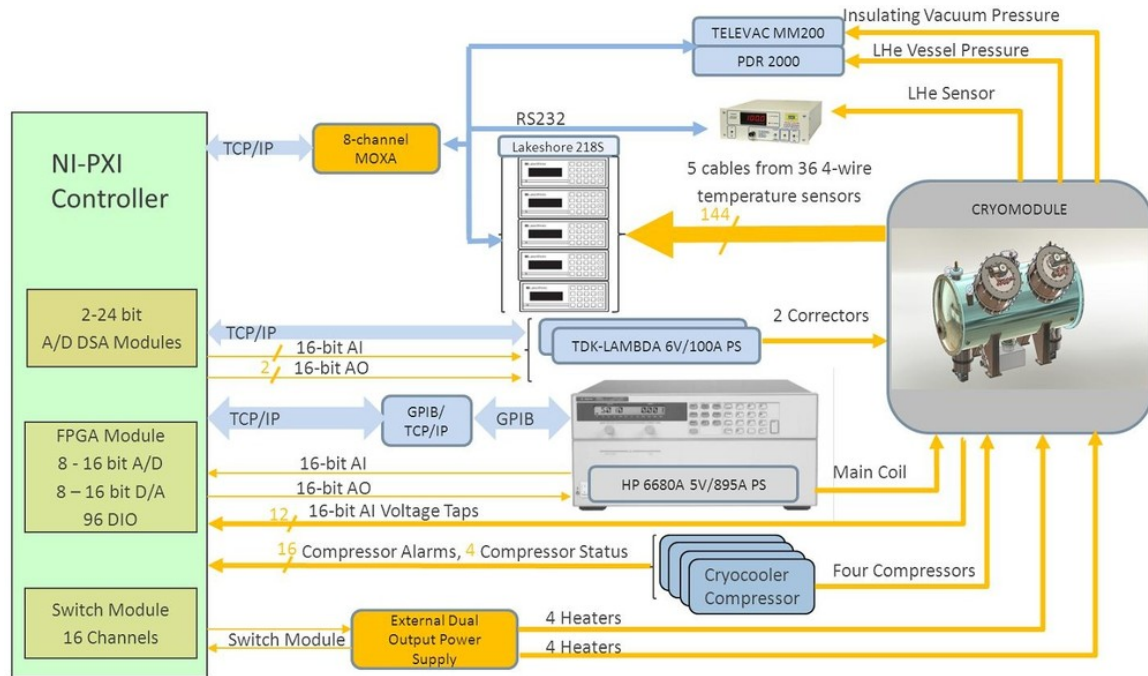 Insulating Vacuum Pressure
TELEVAC MM200
PDR 2000
LHe Vessel Pressure
LHe Sensor
RS232
TCP/IP
8-channel
MOXA
Lakeshore 218S
5 cables from 36 4-wire
temperature sensors
144
NI-PXI
Controller
CRYOMODULE
2-24 bit
A/D DSA Modules
TCP/IP
16-bit AI
2
16-bit AO
TDK-LAMBDA 6V/100A PS
2 Correctors
TCP/IP
GPIB/
TCP/IP
GPIB
FPGA Module
8 - 16 bit A/D
8 – 16 bit D/A
96 DIO
16-bit AI
16-bit AO
HP 6680A 5V/895A PS
Main Coil
12
16-bit AI Voltage Taps
16 Compressor Alarms, 4 Compressor Status
Cryocooler
Compressor
Four Compressors
Switch Module
16 Channels
Switch Module
External Dual
Output Power
Supply
4 Heaters
4 Heaters